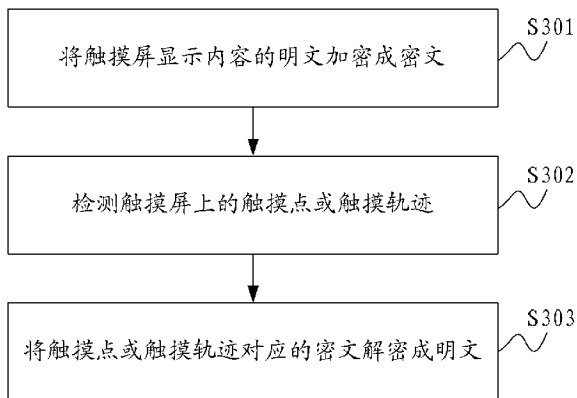 S301
将触摸屏显示内容的明文加密成密文
S302
检测触摸屏上的触摸点或触摸轨迹
S303
将触摸点或触摸轨迹对应的密文解密成明文